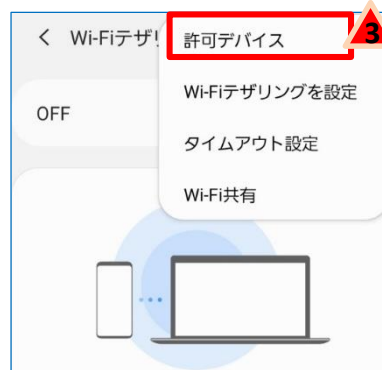 < Wi-Fiテザリ
許可デバイス
3
Wi-Fiテザリングを設定
OFF
タイムアウト設定
Wi-Fi共有